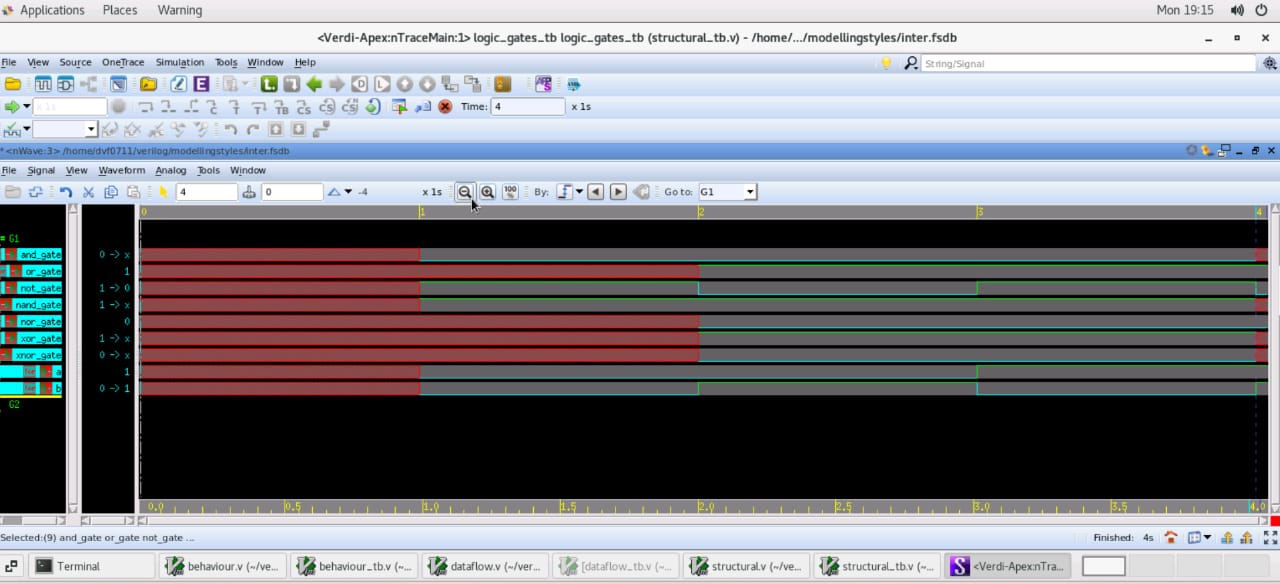 Applications Places Warning Mon 19:15
<Verdi-Apex:nTraceMain:1> logic_gates_tb logic_gates_tb (structural_tb.v) - /home/.../modellingstyles/inter.fsdb
File View Source OneTrace Simulation Tools Window Help String/Signal
x 1s Time: 4 x 1s
*<nWave:3> /home/dvf0711/verilog/modellingstyles/inter.fsdb
File Signal View Waveform Analog Tools Window
4 0 -4 x 1s 100 % By: Go to: G1
0 1 2 3 4
G1
and_gate 0 -> x
or_gate 1
not_gate 1 -> 0
nand_gate 1 -> x
nor_gate 0
xor_gate 1 -> x
xnor_gate 0 -> x
a 1
b 0 -> 1
G2
0.0 0.5 1.0 1.5 2.0 2.5 3.0 3.5 4.0
Selected:(9) and_gate or_gate not_gate ... Finished: 4s
Terminal behaviour.v (~/ve... behaviour_tb.v (~... dataflow.v (~/ver... [dataflow_tb.v (~... structural.v (~/ve... structural_tb.v (~... <Verdi-Apex:nTra...